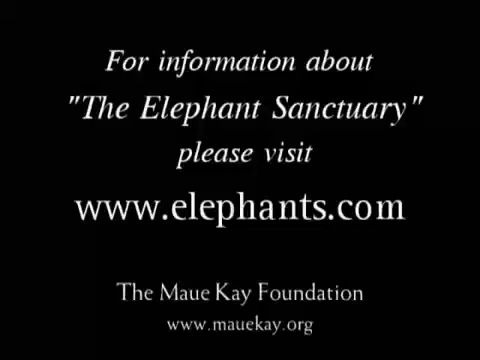 For information about
"The Elephant Sanctuary"
please visit
www.elephants.com
The Maue Kay Foundation
www.mauekay.org